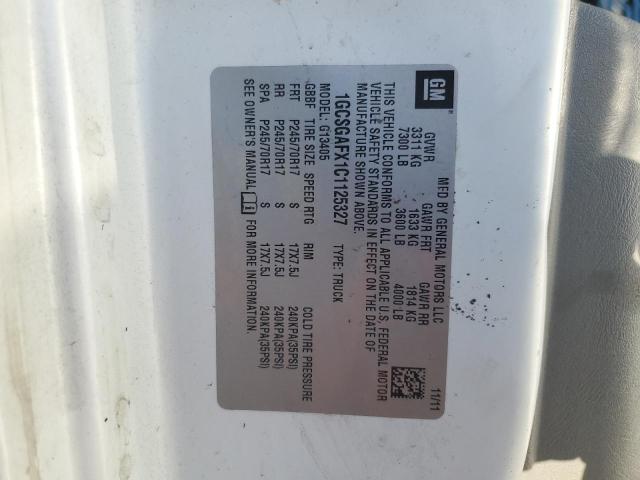 GM
MFD BY GENERAL MOTORS LLC
11/11
GVWR GAWR FRT GAWR RR
3311 KG 1633 KG 1814 KG
7300 LB 3600 LB 4000 LB
THIS VEHICLE CONFORMS TO ALL APPLICABLE U.S. FEDERAL MOTOR
VEHICLE SAFETY STANDARDS IN EFFECT ON THE DATE OF
MANUFACTURE SHOWN ABOVE.
1GCSGAFX1C1125327 TYPE: TRUCK
MODEL: G13405
GBBF TIRE SIZE SPEED RTG RIM COLD TIRE PRESSURE
FRT P245/70R17 S 17X7.5J 240KPA(35PSI)
RR P245/70R17 S 17X7.5J 240KPA(35PSI)
SPA P245/70R17 S 17X7.5J 240KPA(35PSI)
SEE OWNER'S MANUAL FOR MORE INFORMATION.